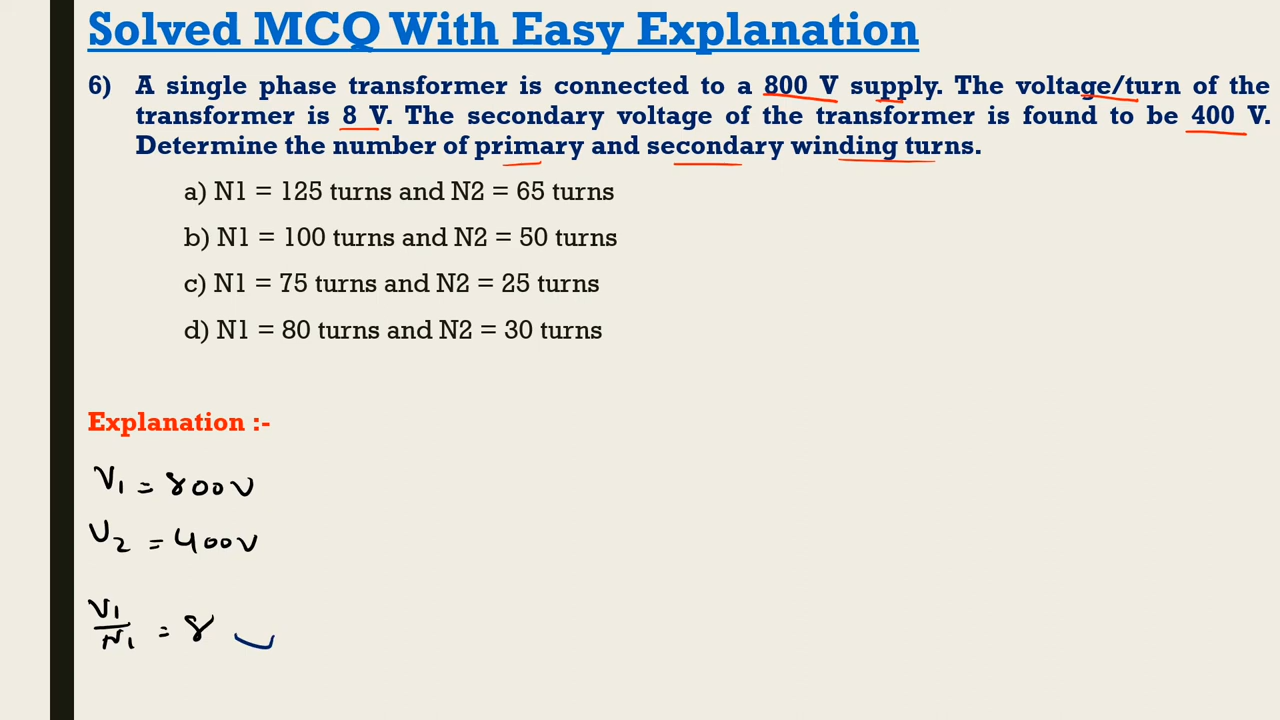 Solved MCQ With Easy Explanation
6) A single phase transformer is connected to a 800 V supply. The voltage/turn of the
transformer is 8 V. The secondary voltage of the transformer is found to be 400 V.
Determine the number of primary and secondary winding turns.
a) N1 = 125 turns and N2 = 65 turns
b) N1 = 100 turns and N2 = 50 turns
c) N1 = 75 turns and N2 = 25 turns
d) N1 = 80 turns and N2 = 30 turns
Explanation :-
V₁ = 800V
V₂ = 400V
V₁/N₁ = 8